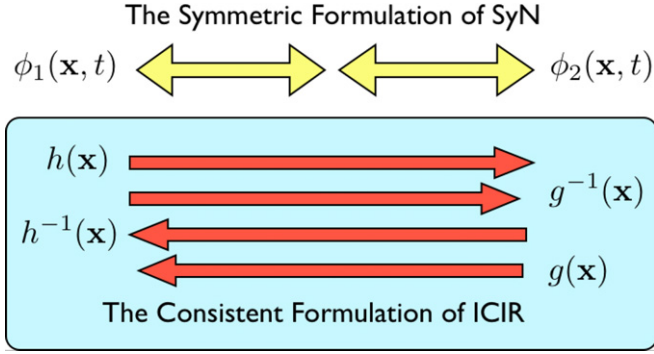 The Symmetric Formulation of SyN
ϕ₁(x, t) ϕ₂(x, t)
h(x)
g⁻¹(x)
h⁻¹(x)
g(x)
The Consistent Formulation of ICIR